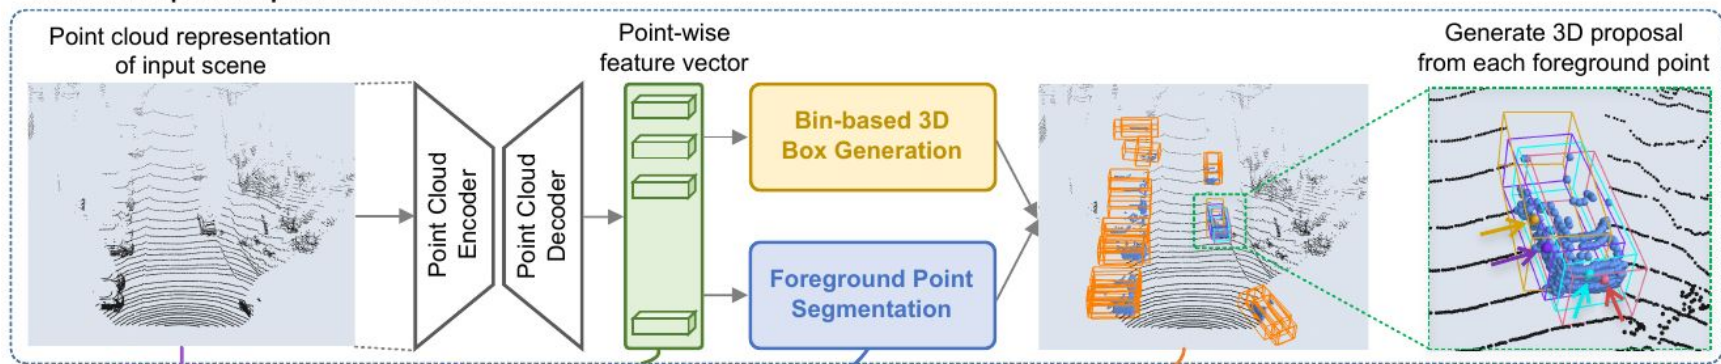 Point cloud representation
of input scene
Point Cloud
Encoder
Point Cloud
Decoder
Point-wise
feature vector
Bin-based 3D
Box Generation
Foreground Point
Segmentation
Generate 3D proposal
from each foreground point